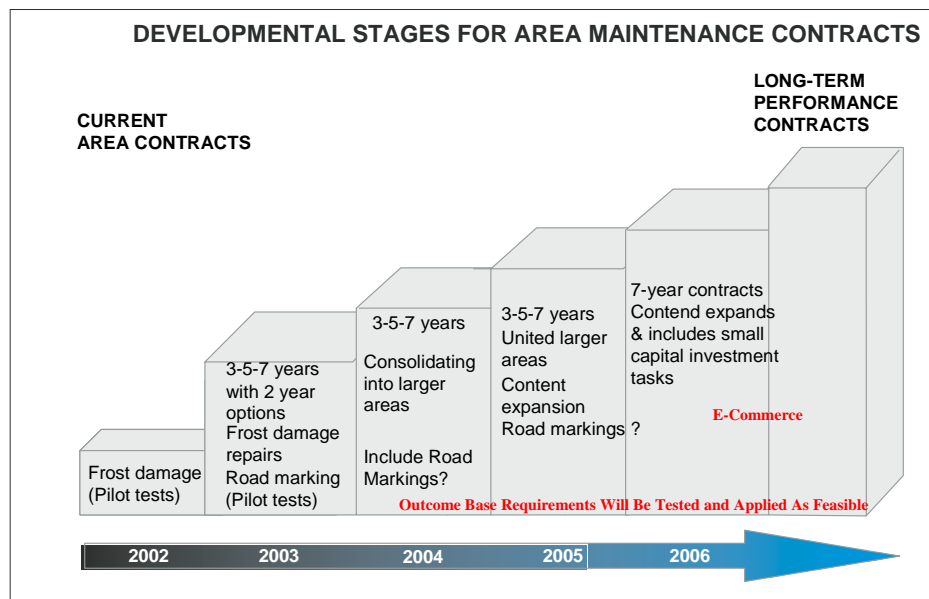 DEVELOPMENTAL STAGES FOR AREA MAINTENANCE CONTRACTS
LONG-TERM
PERFORMANCE
CONTRACTS
CURRENT
AREA CONTRACTS
Frost damage
(Pilot tests)
3-5-7 years
with 2 year
options
Frost damage
repairs
Road marking
(Pilot tests)
3-5-7 years
Consolidating
into larger
areas
Include Road
Markings?
3-5-7 years
United larger
areas
Content
expansion
Road markings ?
7-year contracts
Contend expands
& includes small
capital investment
tasks
E-Commerce
Outcome Base Requirements Will Be Tested and Applied As Feasible
2002
2003
2004
2005
2006